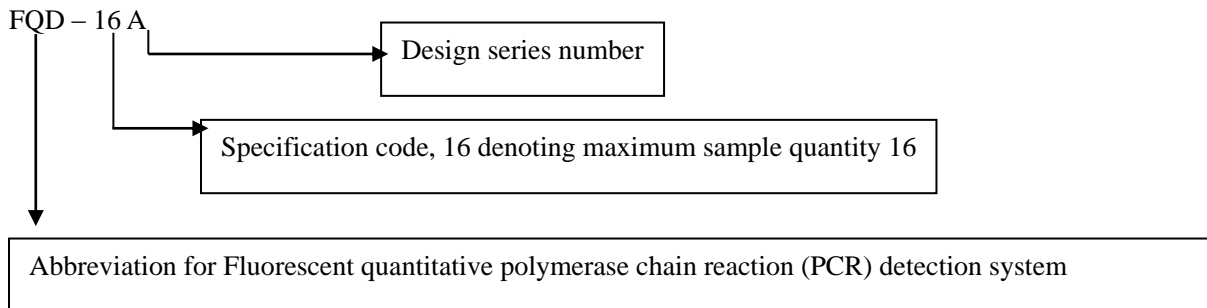 FQD – 16 A
Design series number
Specification code, 16 denoting maximum sample quantity 16
Abbreviation for Fluorescent quantitative polymerase chain reaction (PCR) detection system